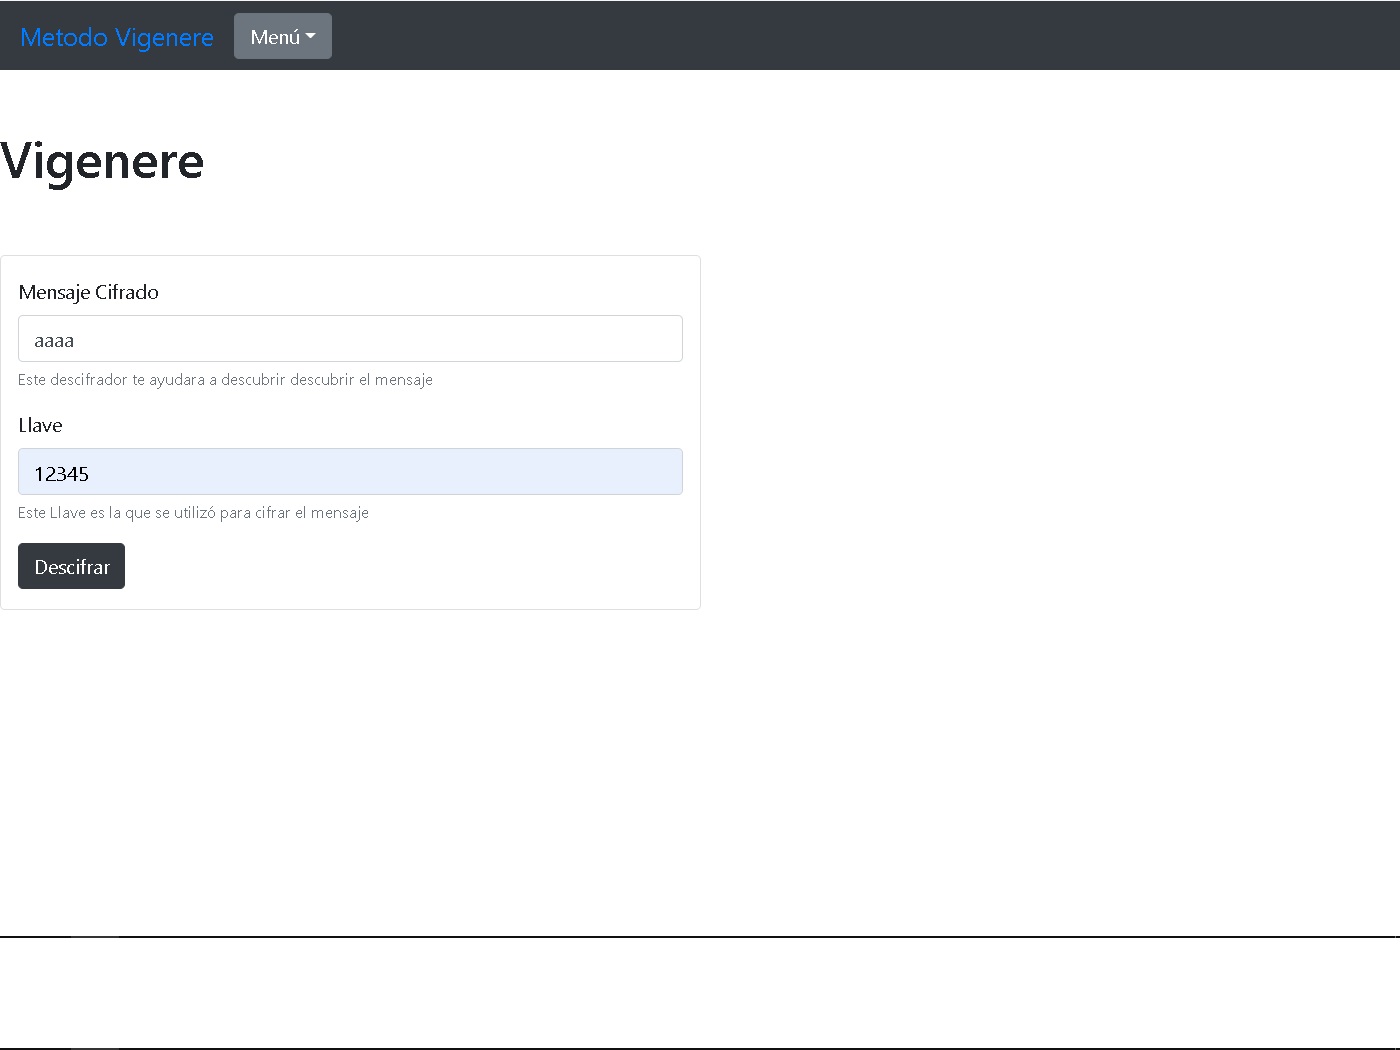 Metodo Vigenere Menú
Vigenere
Mensaje Cifrado
aaaa
Este descifrador te ayudara a descubrir descubrir el mensaje
Llave
12345
Este Llave es la que se utilizó para cifrar el mensaje
Descifrar